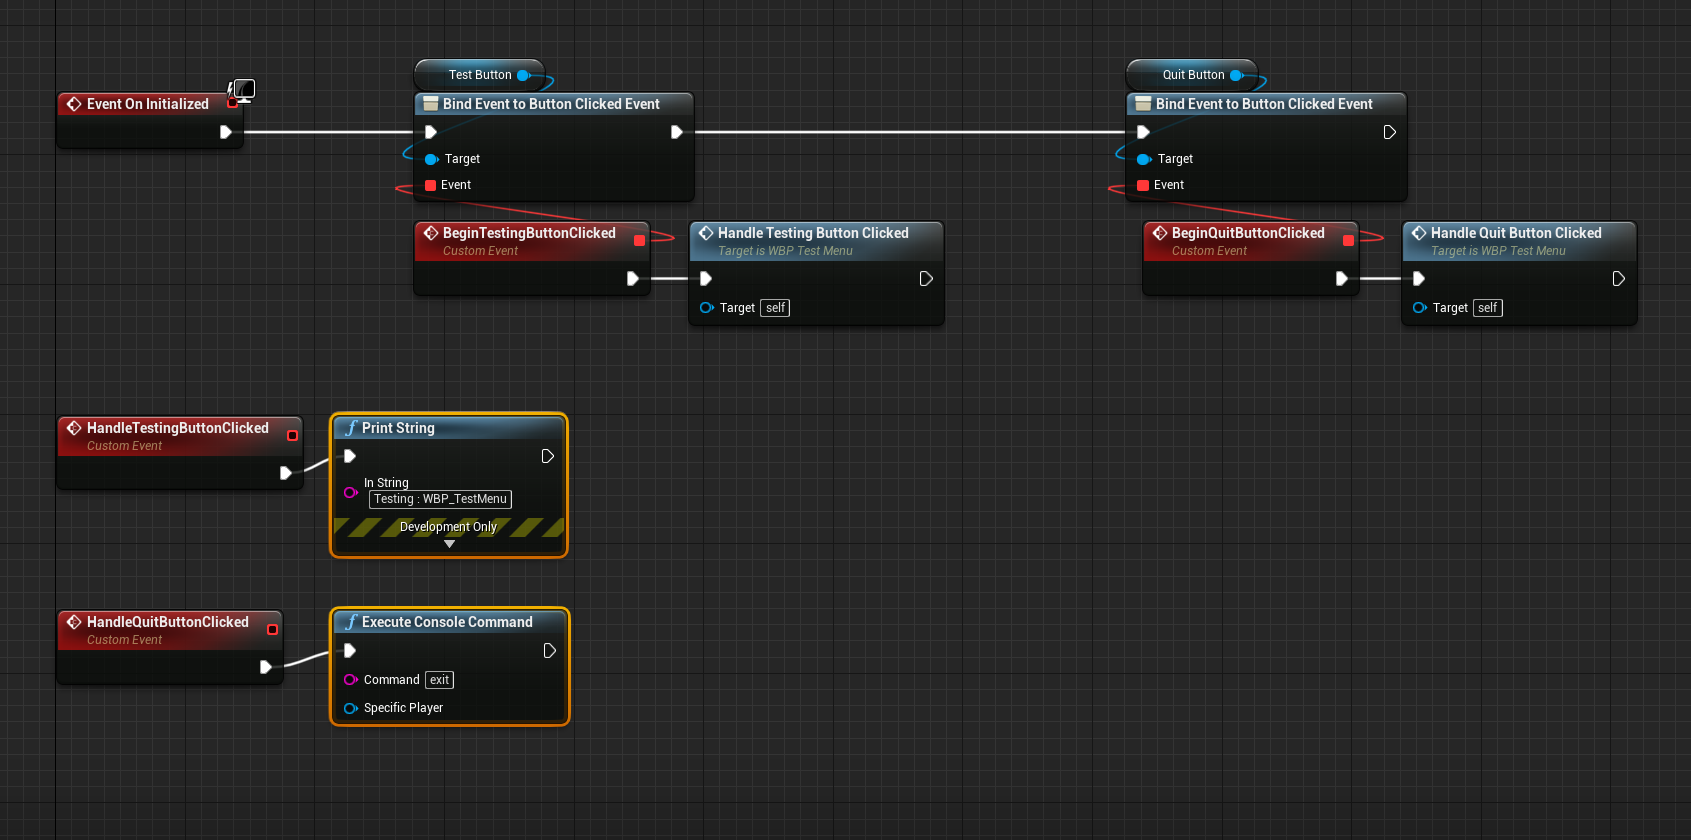 Test Button
Quit Button
Event On Initialized
Bind Event to Button Clicked Event
Bind Event to Button Clicked Event
Target
Target
Event
Event
BeginTestingButtonClicked
Custom Event
Handle Testing Button Clicked
Target is WBP Test Menu
Target self
BeginQuitButtonClicked
Custom Event
Handle Quit Button Clicked
Target is WBP Test Menu
Target self
HandleTestingButtonClicked
Custom Event
f Print String
In String
Testing : WBP_TestMenu
Development Only
HandleQuitButtonClicked
Custom Event
f Execute Console Command
Command exit
Specific Player